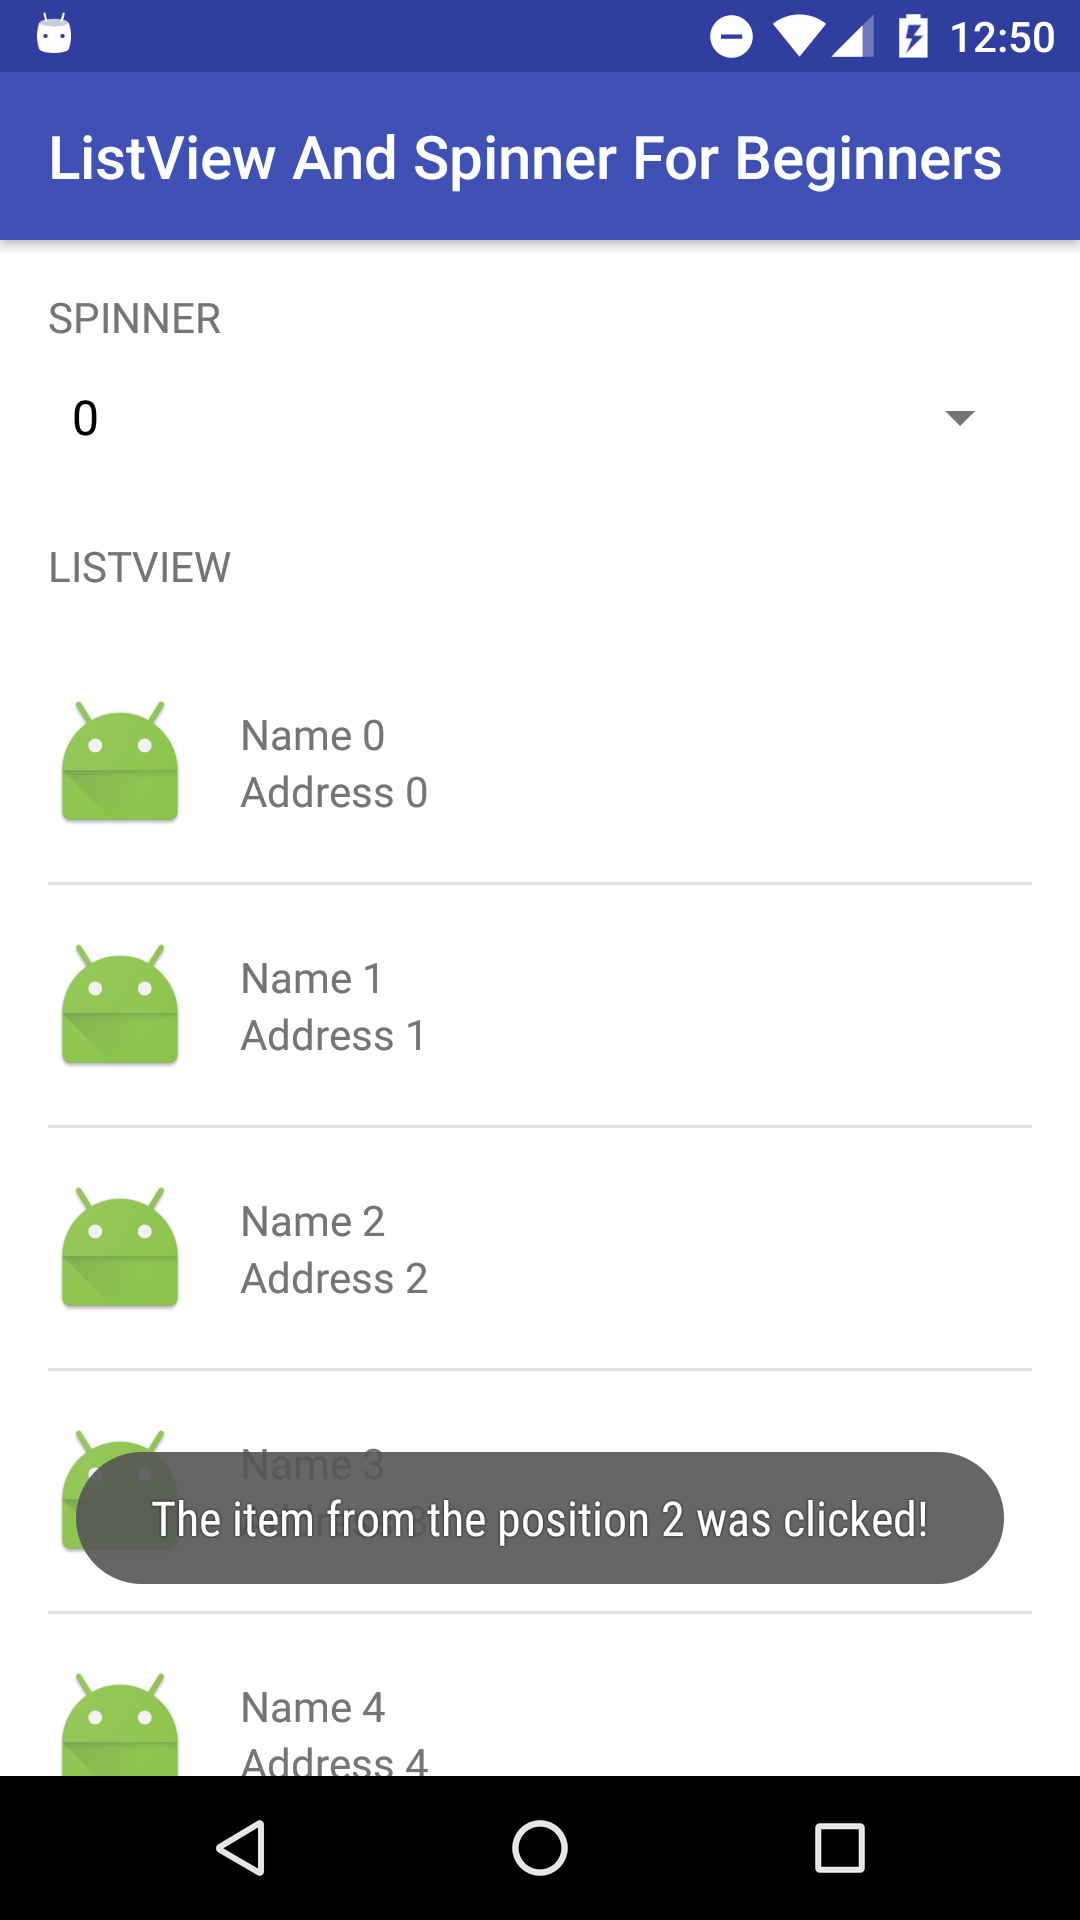 12:50
ListView And Spinner For Beginners
SPINNER
0
LISTVIEW
Name 0
Address 0
Name 1
Address 1
Name 2
Address 2
Name 3
The item from the position 2 was clicked!
Name 4
Address 4